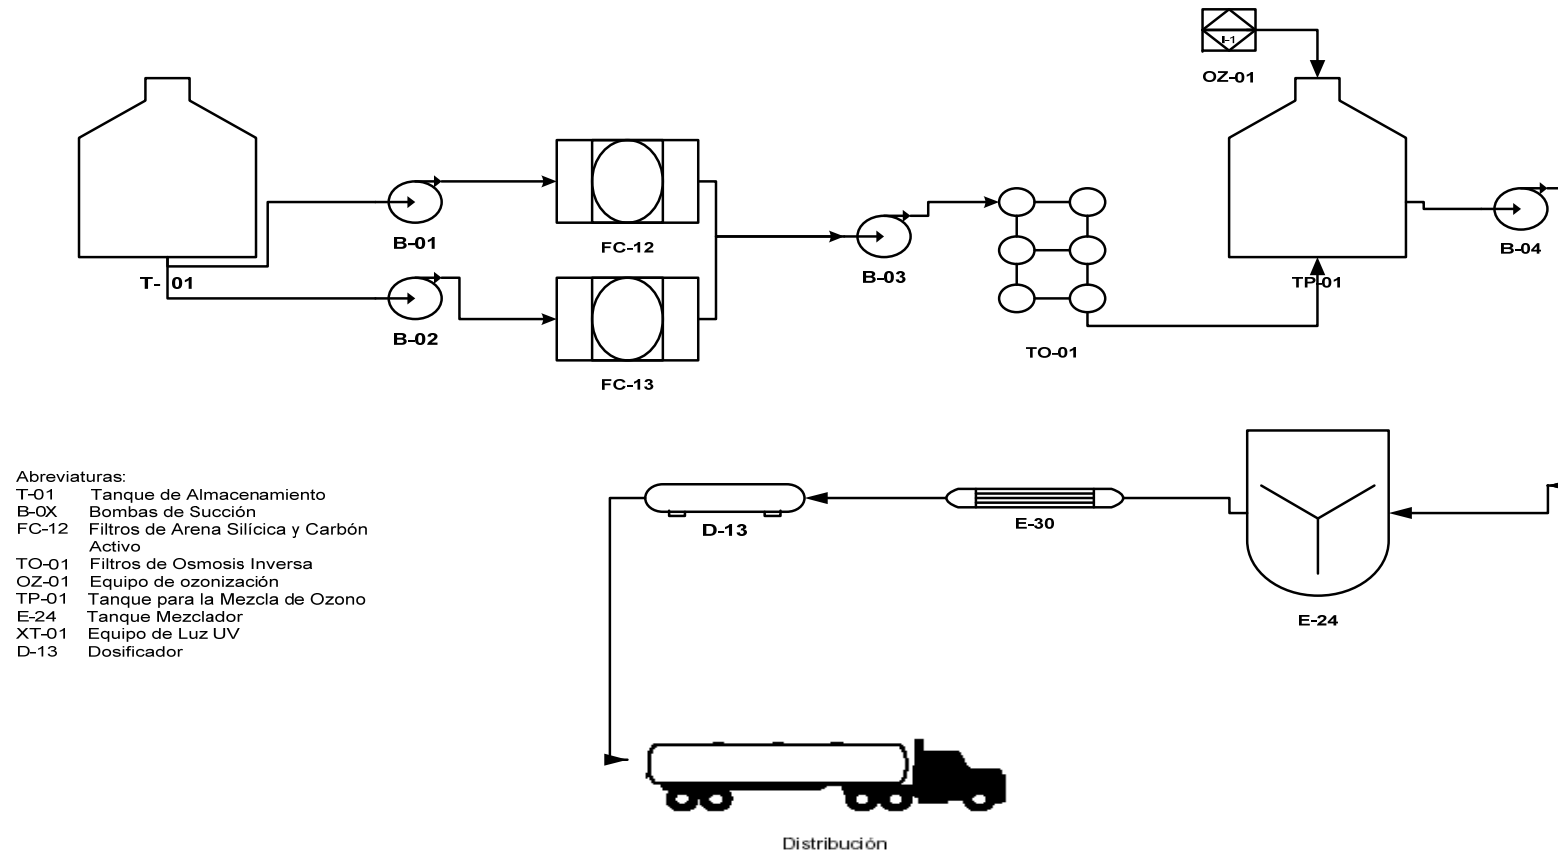 I-1
OZ-01
B-01
FC-12
B-04
B-03
T- 01
TP-01
B-02
TO-01
FC-13
Abreviaturas:
T-01 Tanque de Almacenamiento
B-0X Bombas de Succión
FC-12 Filtros de Arena Silícica y Carbón
Activo
TO-01 Filtros de Osmosis Inversa
OZ-01 Equipo de ozonización
TP-01 Tanque para la Mezcla de Ozono
E-24 Tanque Mezclador
XT-01 Equipo de Luz UV
D-13 Dosificador
D-13
E-30
E-24
Distribución